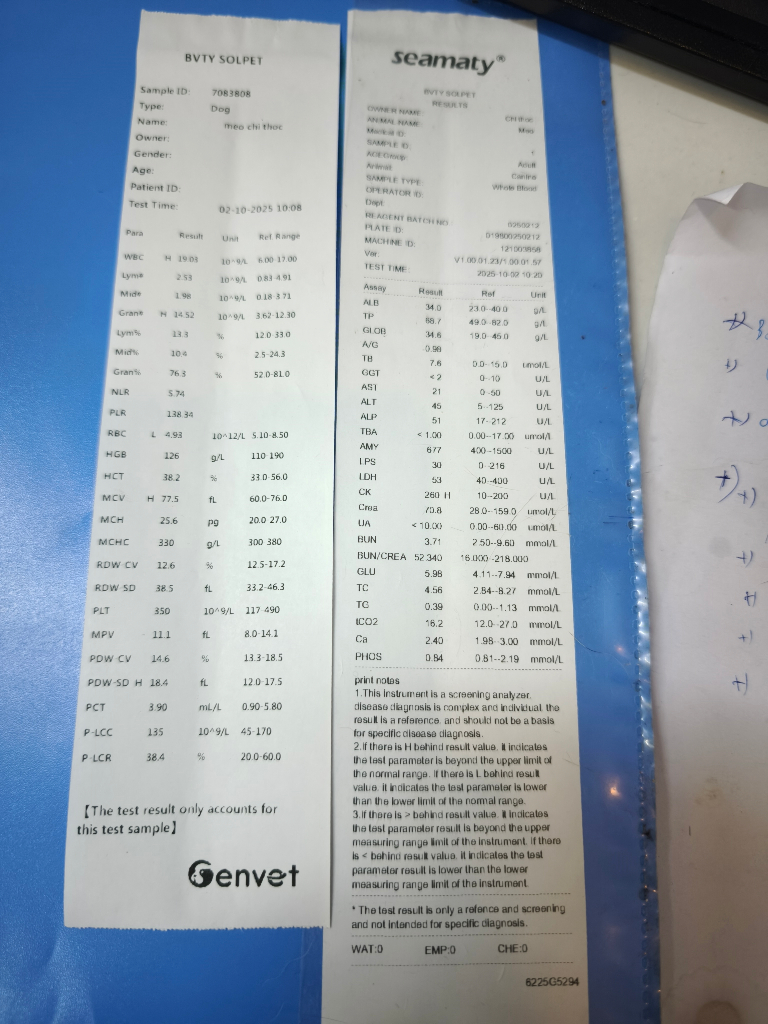 BVTY SOLPET
Sample ID: 7083808
Type: Dog
Name: meo chi thoc
Owner:
Gender:
Age:
Patient ID:
Test Time: 02-10-2025 10:08
Para Result Unit Ref. Range
WBC H 19.03 10^9/L 6.00-17.00
Lym# 2.53 10^9/L 0.83-4.91
Mid# 1.98 10^9/L 0.18-3.71
Gran# H 14.52 10^9/L 3.62-12.30
Lym% 13.3 % 12.0-33.0
Mid% 10.4 % 2.5-24.3
Gran% 76.3 % 52.0-81.0
NLR 5.74
PLR 138.34
RBC L 4.93 10^12/L 5.10-8.50
HGB 126 g/L 110-190
HCT 38.2 % 33.0-56.0
MCV H 77.5 fL 60.0-76.0
MCH 25.6 pg 20.0-27.0
MCHC 330 g/L 300-380
RDW-CV 12.6 % 12.5-17.2
RDW-SD 38.5 fL 33.2-46.3
PLT 350 10^9/L 117-490
MPV 11.1 fL 8.0-14.1
PDW-CV 14.6 % 13.3-18.5
PDW-SD H 18.4 fL 12.0-17.5
PCT 3.90 mL/L 0.90-5.80
P-LCC 135 10^9/L 45-170
P-LCR 38.4 % 20.0-60.0
【The test result only accounts for
this test sample】
Genvet
seamaty®
BVTY SOLPET
RESULTS
OWNER NAME:
ANIMAL NAME: Meo
Medical ID:
SAMPLE ID:
AGE/Group: Adult
Animal: Canine
SAMPLE TYPE: Whole Blood
OPERATOR ID:
Dept:
REAGENT BATCH NO: 0250212
PLATE ID: 019800250212
MACHINE ID: 121003858
Ver: V1.00.01.23/1.00.01.57
TEST TIME: 2025-10-02 10:20
Assay Result Ref Unit
ALB 34.0 23.0--40.0 g/L
TP 68.7 49.0--82.0 g/L
GLOB 34.6 19.0--45.0 g/L
A/G 0.98
TB 7.6 0.0--15.0 umol/L
GGT <2 0--10 U/L
AST 21 0--50 U/L
ALT 45 5--125 U/L
ALP 51 17--212 U/L
TBA <1.00 0.00--17.00 umol/L
AMY 677 400--1500 U/L
LPS 30 0--216 U/L
LDH 53 40--400 U/L
CK 260 H 10--200 U/L
Crea 70.8 28.0--159.0 umol/L
UA <10.00 0.00--60.00 umol/L
BUN 3.71 2.50--9.60 mmol/L
BUN/CREA 52.340 16.000--218.000
GLU 5.98 4.11--7.94 mmol/L
TC 4.56 2.84--8.27 mmol/L
TG 0.39 0.00--1.13 mmol/L
tCO2 16.2 12.0--27.0 mmol/L
Ca 2.40 1.98--3.00 mmol/L
PHOS 0.84 0.81--2.19 mmol/L
print notes
1.This instrument is a screening analyzer,
disease diagnosis is complex and individual, the
result is a reference, and should not be a basis
for specific disease diagnosis.
2.If there is H behind result value, it indicates
the test parameter is beyond the upper limit of
the normal range. If there is L behind result
value, it indicates the test parameter is lower
than the lower limit of the normal range.
3.If there is > behind result value, it indicates
the test parameter result is beyond the upper
measuring range limit of the instrument. If there
is < behind result value, it indicates the test
parameter result is lower than the lower
measuring range limit of the instrument.
* The test result is only a refence and screening
and not intended for specific diagnosis.
WAT:0 EMP:0 CHE:0
6225G5294